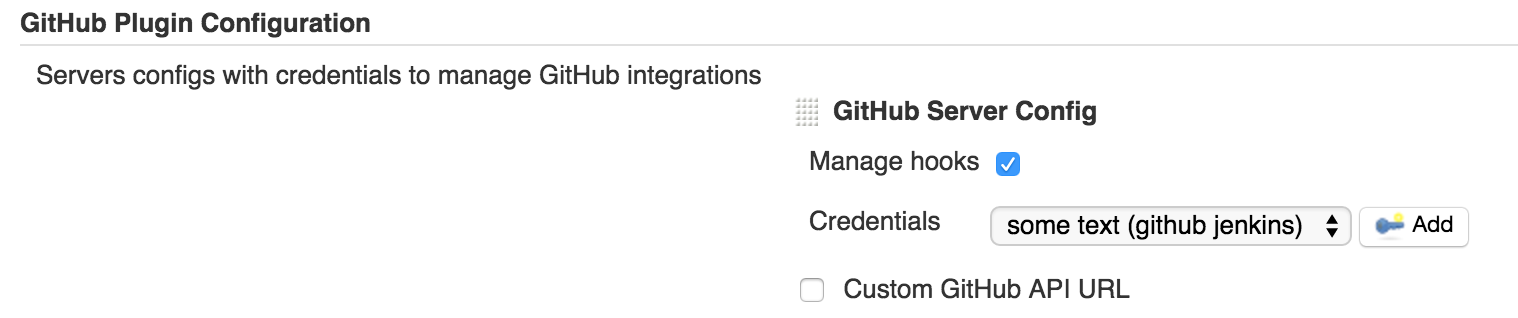 GitHub Plugin Configuration
Servers configs with credentials to manage GitHub integrations
GitHub Server Config
Manage hooks
Credentials some text (github jenkins) Add
Custom GitHub API URL